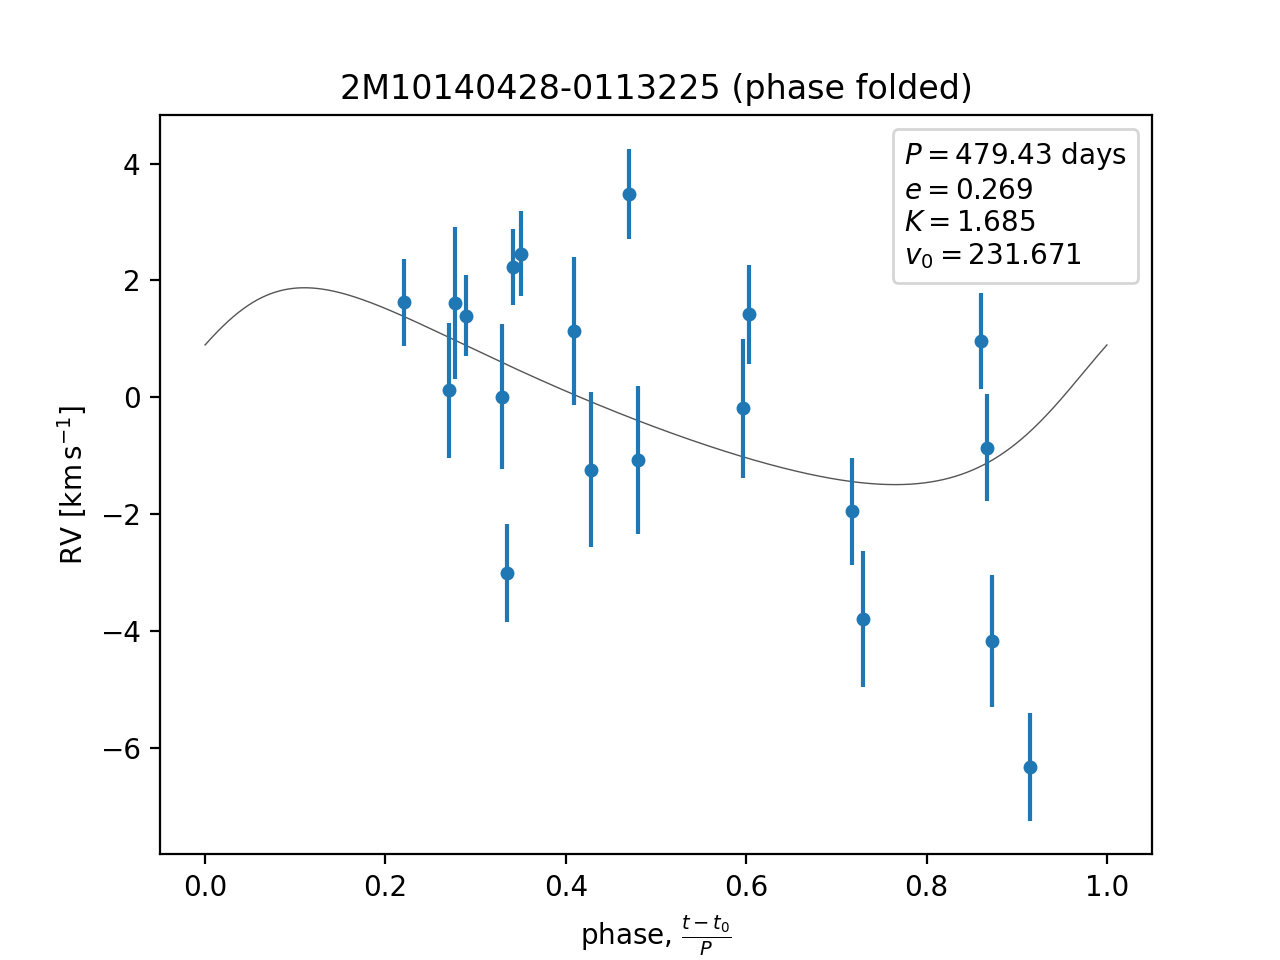 2M10140428-0113225 (phase folded)
P = 479.43 days
e = 0.269
K = 1.685
v₀ = 231.671
4
2
0
−2
−4
−6
RV [km s⁻¹]
0.0 0.2 0.4 0.6 0.8 1.0
phase, (t − t₀)/P